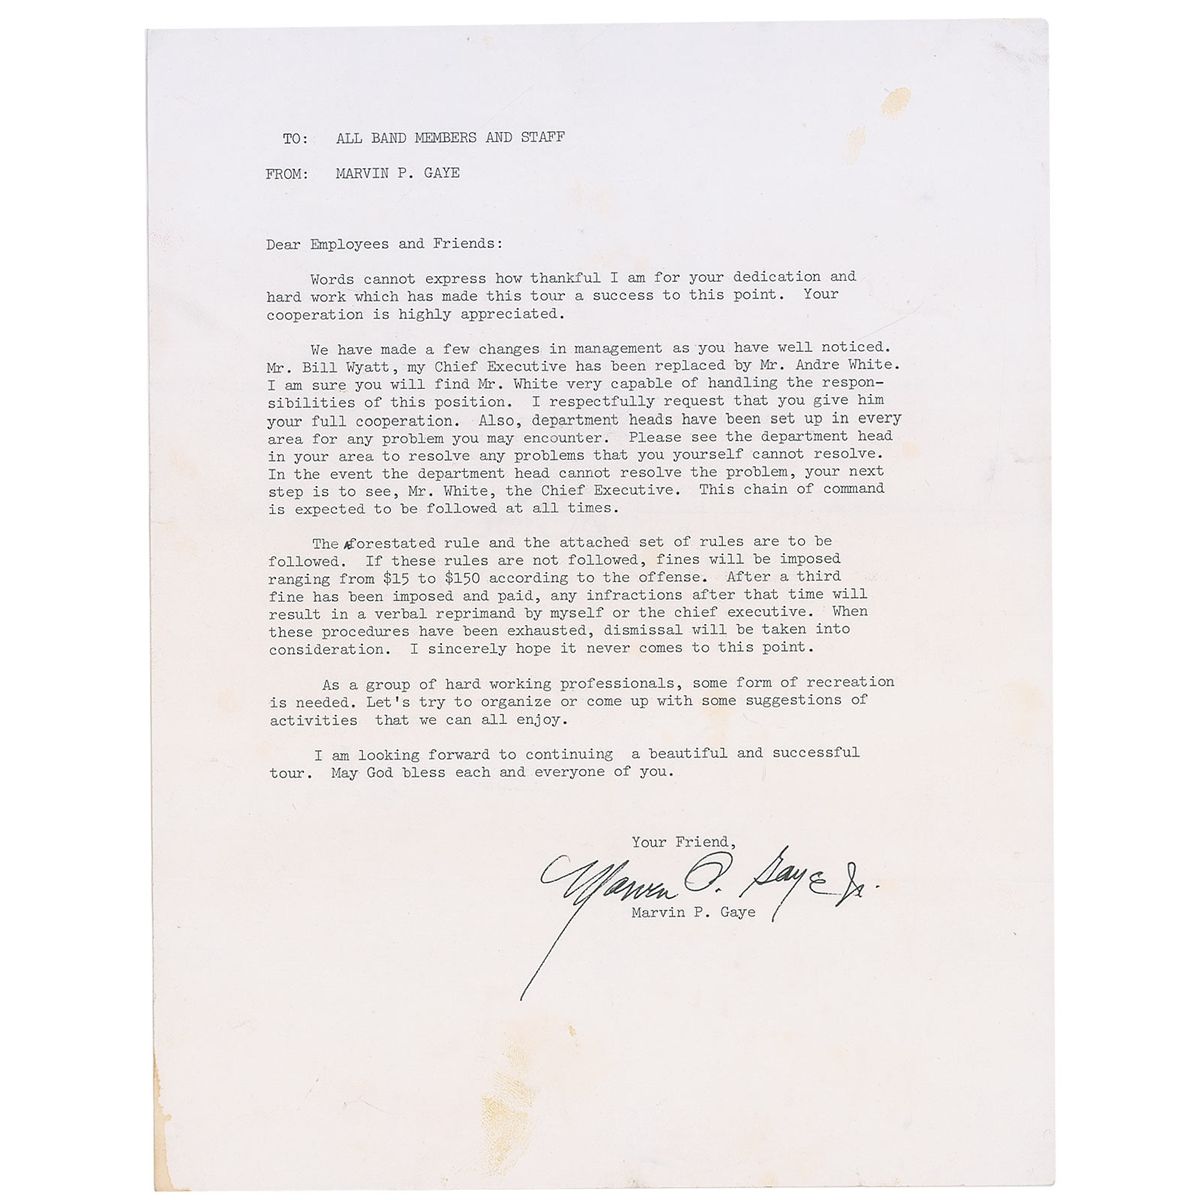 TO: ALL BAND MEMBERS AND STAFF
FROM: MARVIN P. GAYE
Dear Employees and Friends:
Words cannot express how thankful I am for your dedication and
hard work which has made this tour a success to this point. Your
cooperation is highly appreciated.
We have made a few changes in management as you have well noticed.
Mr. Bill Wyatt, my Chief Executive has been replaced by Mr. Andre White.
I am sure you will find Mr. White very capable of handling the respon-
sibilities of this position. I respectfully request that you give him
your full cooperation. Also, department heads have been set up in every
area for any problem you may encounter. Please see the department head
in your area to resolve any problems that you yourself cannot resolve.
In the event the department head cannot resolve the problem, your next
step is to see, Mr. White, the Chief Executive. This chain of command
is expected to be followed at all times.
The aforestated rule and the attached set of rules are to be
followed. If these rules are not followed, fines will be imposed
ranging from $15 to $150 according to the offense. After a third
fine has been imposed and paid, any infractions after that time will
result in a verbal reprimand by myself or the chief executive. When
these procedures have been exhausted, dismissal will be taken into
consideration. I sincerely hope it never comes to this point.
As a group of hard working professionals, some form of recreation
is needed. Let's try to organize or come up with some suggestions of
activities that we can all enjoy.
I am looking forward to continuing a beautiful and successful
tour. May God bless each and everyone of you.
Your Friend,
Marvin P. Gaye Jr.
Marvin P. Gaye